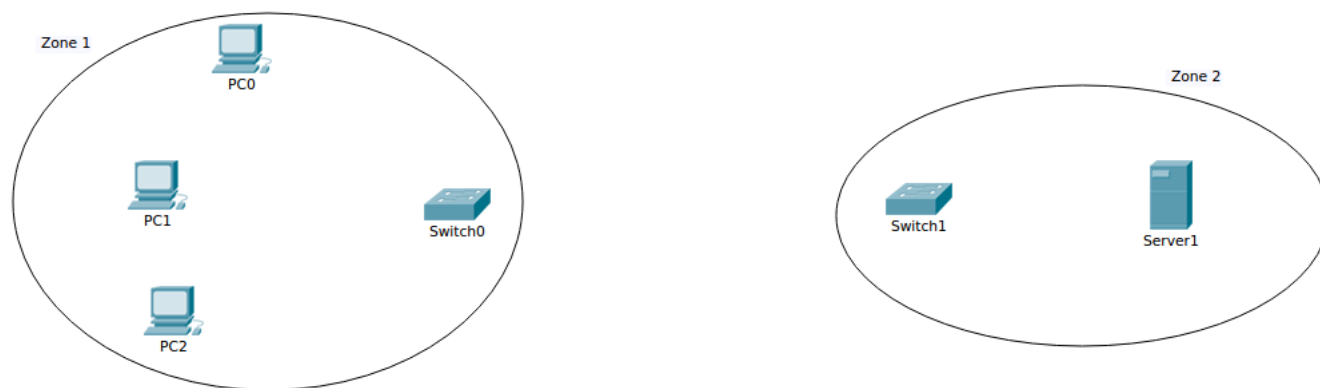 Zone 1
PC0
PC1
Switch0
PC2
Zone 2
Switch1
Server1